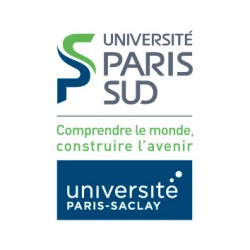 UNIVERSITÉ
PARIS
SUD
Comprendre le monde,
construire l'avenir
université
PARIS-SACLAY